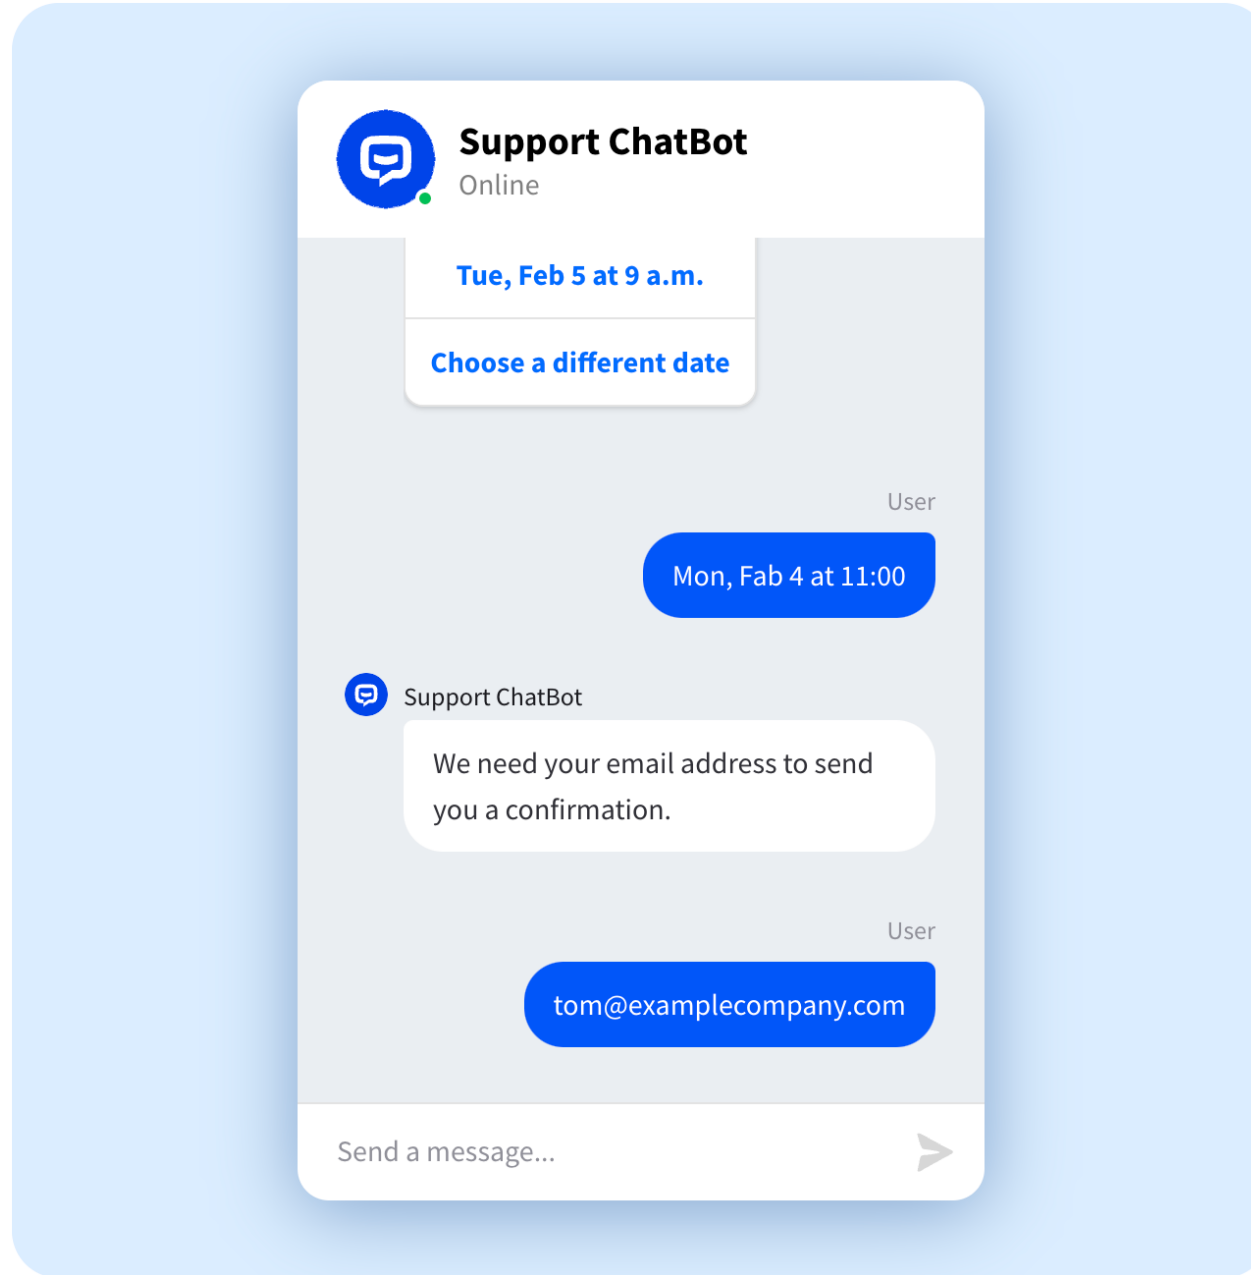 Support ChatBot
Online
Tue, Feb 5 at 9 a.m.
Choose a different date
User
Mon, Fab 4 at 11:00
Support ChatBot
We need your email address to send
you a confirmation.
User
tom@examplecompany.com
Send a message...